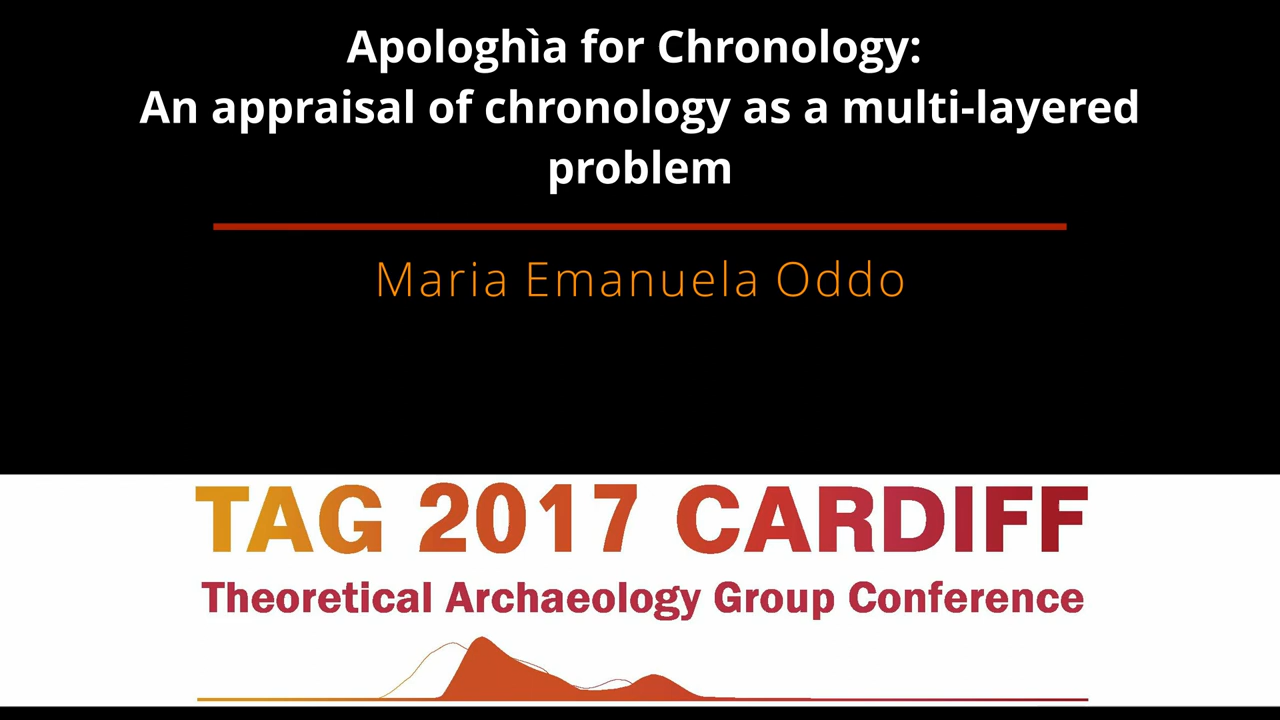 Apologhìa for Chronology:
An appraisal of chronology as a multi-layered
problem
Maria Emanuela Oddo
TAG 2017 CARDIFF
Theoretical Archaeology Group Conference